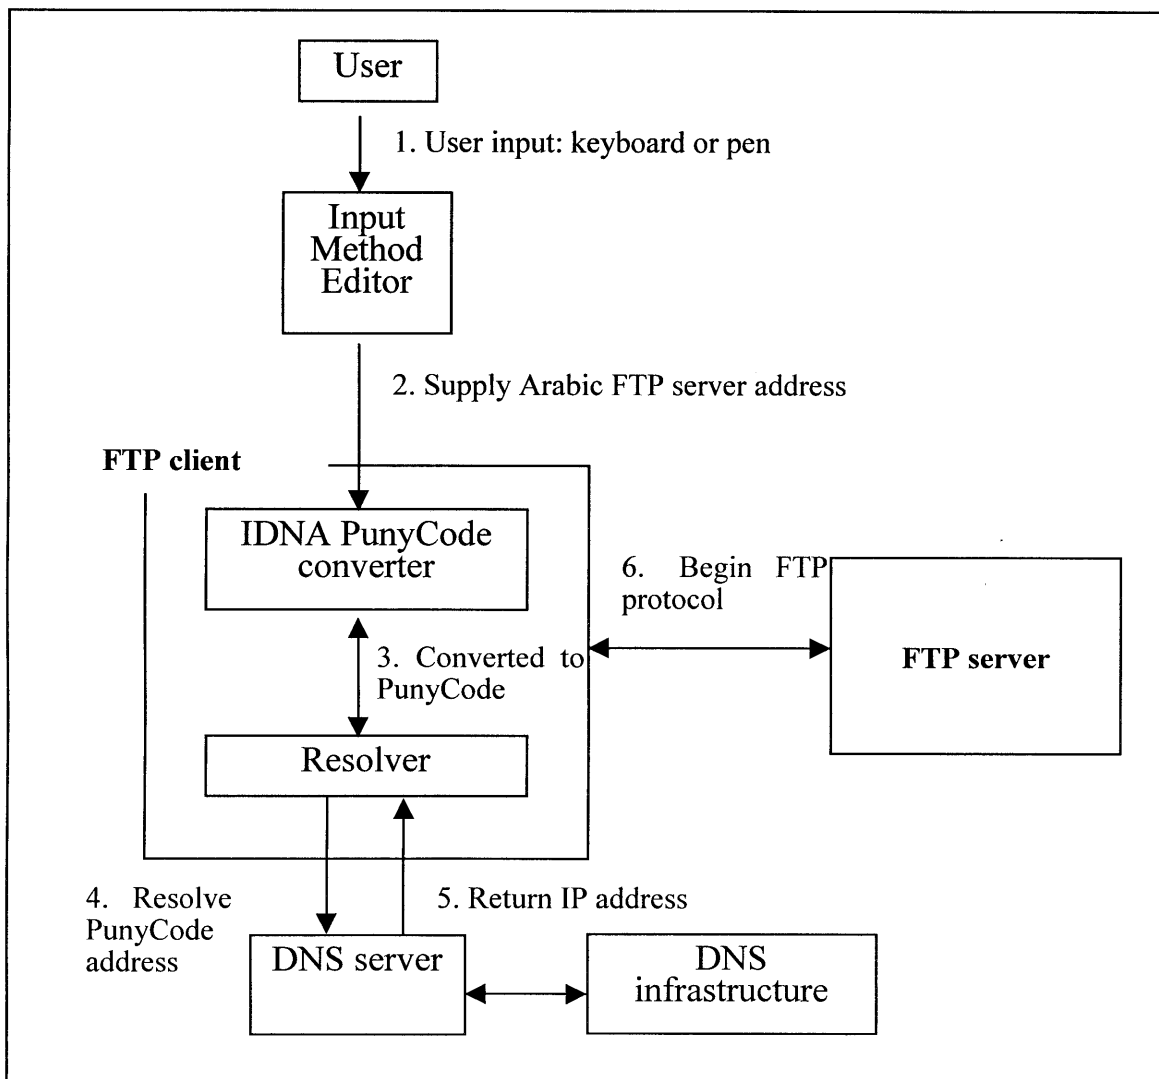 User
1. User input: keyboard or pen
Input
Method
Editor
2. Supply Arabic FTP server address
FTP client
IDNA PunyCode
converter
6. Begin FTP
protocol
FTP server
3. Converted to
PunyCode
Resolver
4. Resolve
PunyCode
address
5. Return IP address
DNS server
DNS
infrastructure